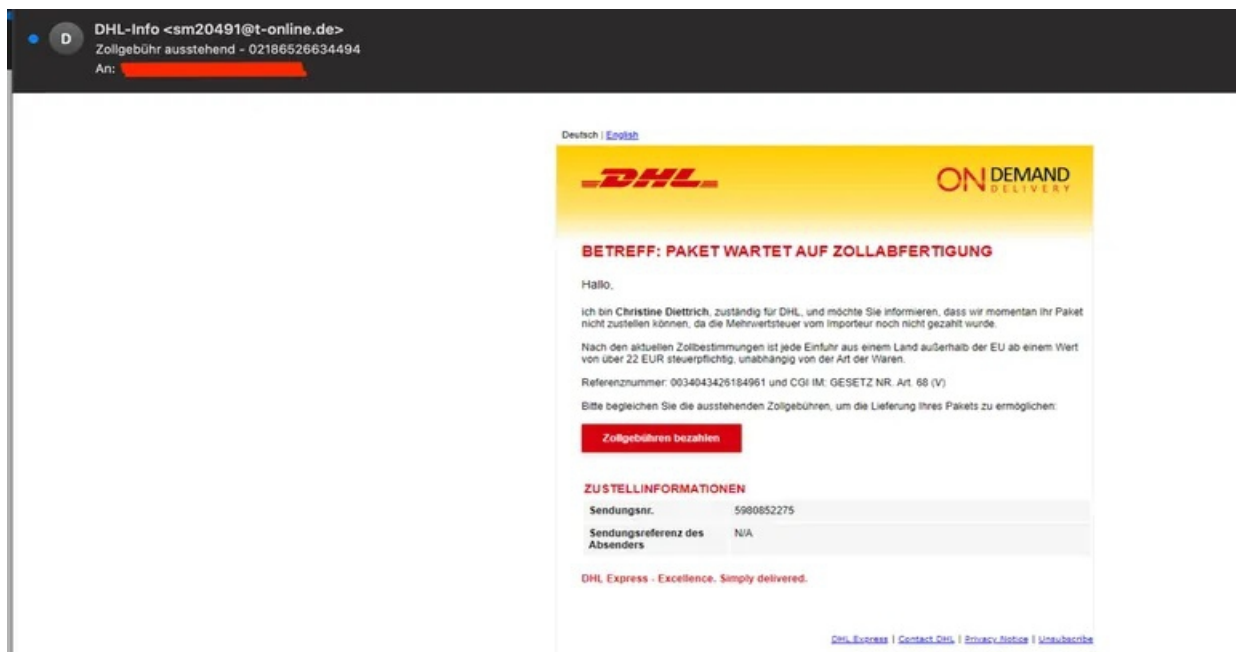 D
DHL-Info <sm20491@t-online.de>
Zollgebühr ausstehend - 02186526634494
An:
Deutsch | English
DHL
ON DEMAND
DELIVERY
BETREFF: PAKET WARTET AUF ZOLLABFERTIGUNG
Hallo,
ich bin Christine Diettrich, zuständig für DHL, und möchte Sie informieren, dass wir momentan Ihr Paket
nicht zustellen können, da die Mehrwertsteuer vom Importeur noch nicht gezahlt wurde.
Nach den aktuellen Zollbestimmungen ist jede Einfuhr aus einem Land außerhalb der EU ab einem Wert
von über 22 EUR steuerpflichtig, unabhängig von der Art der Waren.
Referenznummer: 0034043426184961 und CGI IM: GESETZ NR. Art. 68 (V)
Bitte begleichen Sie die ausstehenden Zollgebühren, um die Lieferung Ihres Pakets zu ermöglichen:
Zollgebühren bezahlen
ZUSTELLINFORMATIONEN
Sendungsnr. 5980852275
Sendungsreferenz des N/A
Absenders
DHL Express - Excellence. Simply delivered.
DHL Express | Contact DHL | Privacy Notice | Unsubscribe